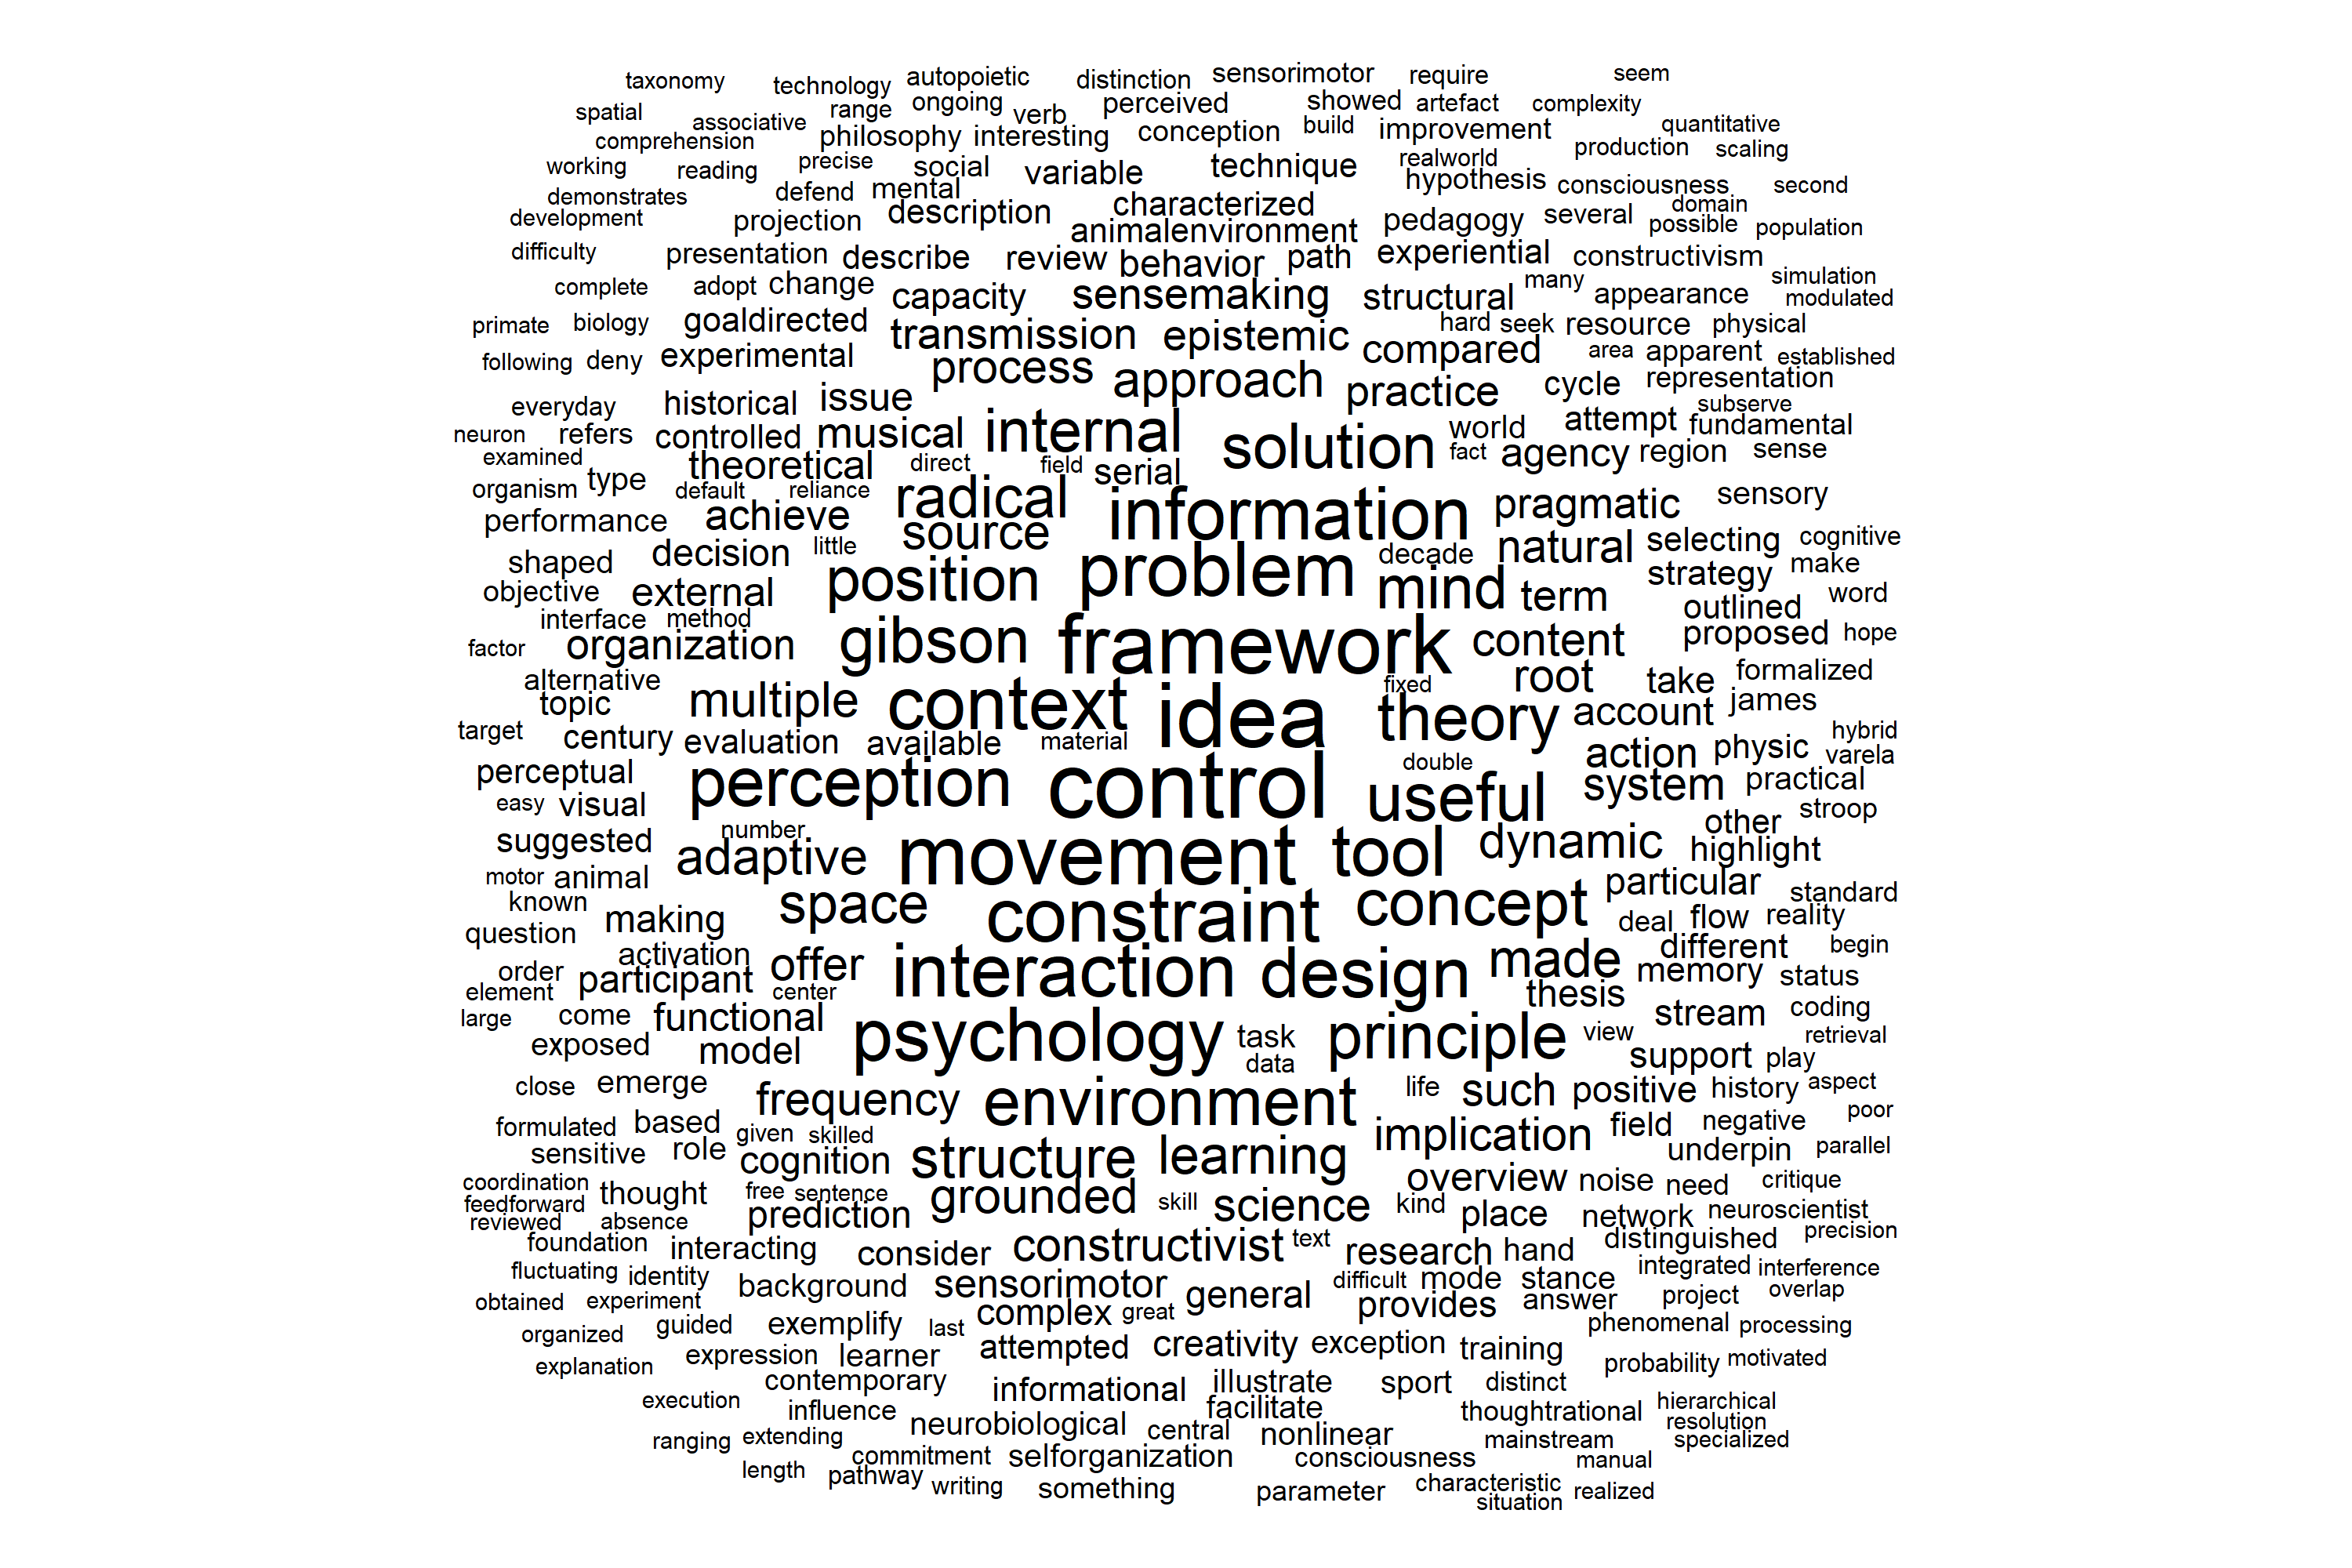 taxonomy technology autopoietic distinction sensorimotor require seem
spatial associative range ongoing verb perceived showed artefact complexity
comprehension philosophy interesting conception build improvement quantitative
working reading precise social variable technique realworld production scaling
demonstrates defend mental hypothesis consciousness second
development projection description characterized pedagogy several domain possible population
difficulty presentation describe review animalenvironment behavior path experiential constructivism
complete adopt change capacity sensemaking structural many appearance simulation modulated
primate biology goaldirected transmission epistemic hard seek resource physical
following deny experimental process approach compared area apparent established
everyday historical issue practice cycle representation
neuron refers controlled musical internal solution world attempt subserve fundamental
examined theoretical direct field serial fact agency region sense
organism type default reliance radical information pragmatic sensory
performance achieve source
shaped decision little position problem decade natural selecting cognitive
objective external mind term strategy make
interface method outlined word
factor organization gibson framework content proposed hope
alternative multiple context idea fixed root take formalized
topic theory account james
target century evaluation available material action physic hybrid varela
perceptual perception control double useful system practical
easy visual stroop
suggested number adaptive movement tool dynamic other highlight
motor animal particular standard
known making space constraint concept deal flow reality
question activation offer interaction design made different begin
order participant memory status
element center thesis
large come functional psychology task principle view stream coding
exposed model data support play retrieval
close emerge frequency environment life such positive history aspect
formulated based given skilled implication field negative poor
sensitive role cognition structure learning underpin parallel
coordination thought free sentence grounded skill science overview noise need critique
feedforward
reviewed absence prediction kind place network neuroscientist
foundation interacting consider constructivist text research hand distinguished precision
fluctuating identity background sensorimotor general difficult mode stance integrated interference
obtained experiment complex great provides answer project overlap
organized guided exemplify last attempted creativity exception training phenomenal processing
explanation expression learner probability motivated
contemporary informational illustrate sport distinct
execution influence facilitate thoughtrational hierarchical
neurobiological central nonlinear resolution
ranging extending commitment selforganization consciousness mainstream specialized
length pathway writing something parameter characteristic manual
situation realized